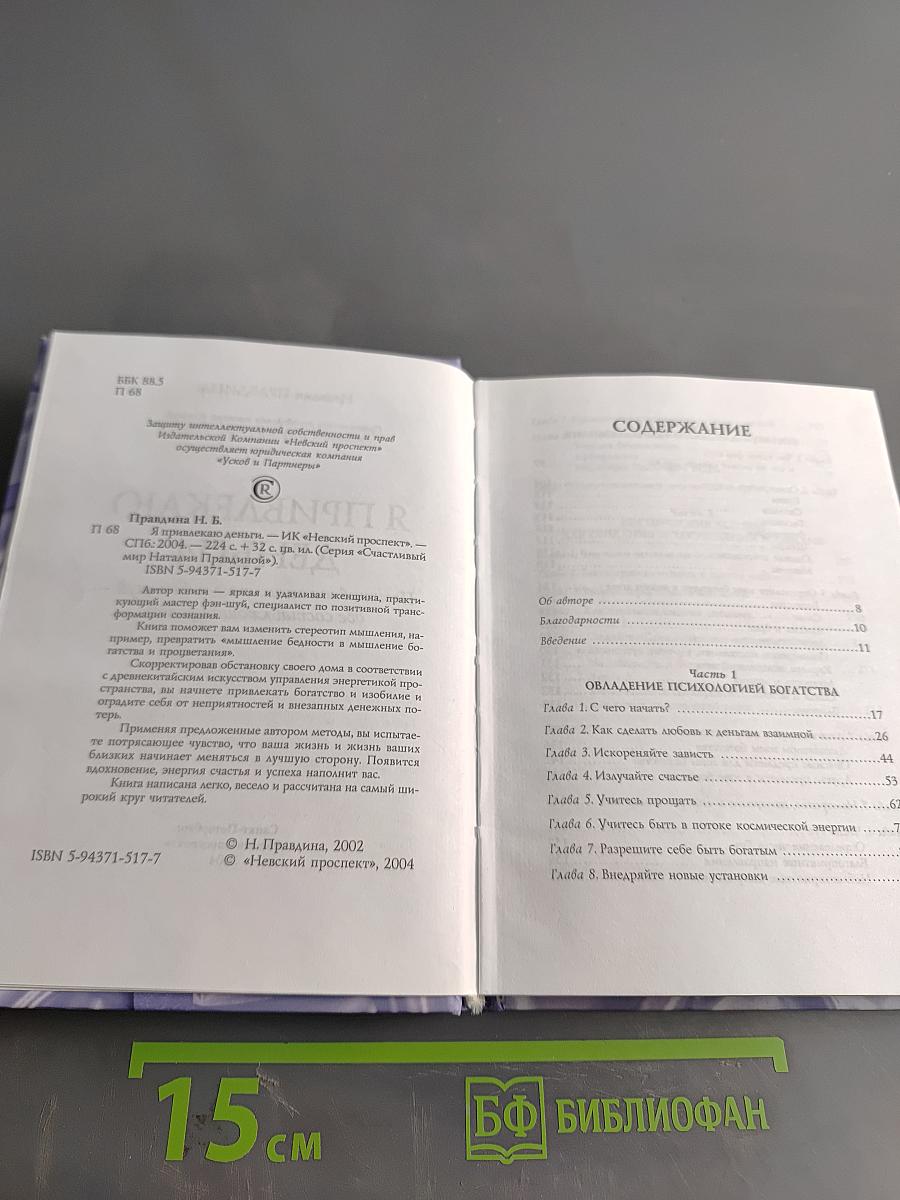 ББК 88.5
П 68
Защиту интеллектуальной собственности и прав
Издательской Компании «Невский проспект»
осуществляет юридическая компания
«Усков и Партнеры»
R
Правдина Н. Б.
П 68 Я привлекаю деньги. — ИК «Невский проспект». —
СПб.: 2004. — 224 с. + 32 с. цв. ил. (Серия «Счастливый
мир Наталии Правдиной»).
ISBN 5-94371-517-7
Автор книги — яркая и удачливая женщина, практи-
кующий мастер фэн-шуй, специалист по позитивной транс-
формации сознания.
Книга поможет вам изменить стереотип мышления, на-
пример, превратить «мышление бедности в мышление бо-
гатства и процветания».
Скорректировав обстановку своего дома в соответствии
с древнекитайским искусством управления энергетикой про-
странства, вы начнете привлекать богатство и изобилие и
оградите себя от неприятностей и внезапных денежных по-
терь.
Применяя предложенные автором методы, вы испытае-
те потрясающее чувство, что ваша жизнь и жизнь ваших
близких начинает меняться в лучшую сторону. Появится
вдохновение, энергия счастья и успеха наполнит вас.
Книга написана легко, весело и рассчитана на самый ши-
рокий круг читателей.
© Н. Правдина, 2002
ISBN 5-94371-517-7 © «Невский проспект», 2004
СОДЕРЖАНИЕ
Об авторе ........ 8
Благодарности ........ 10
Введение ........ 11
Часть 1
ОВЛАДЕНИЕ ПСИХОЛОГИЕЙ БОГАТСТВА
Глава 1. С чего начать? ........ 17
Глава 2. Как сделать любовь к деньгам взаимной ........ 26
Глава 3. Искореняйте зависть ........ 44
Глава 4. Излучайте счастье ........ 53
Глава 5. Учитесь прощать ........ 62
Глава 6. Учитесь быть в потоке космической энергии ........ 7
Глава 7. Разрешите себе быть богатым ........
Глава 8. Внедряйте новые установки ........
15 см
БФ БИБЛИОФАН